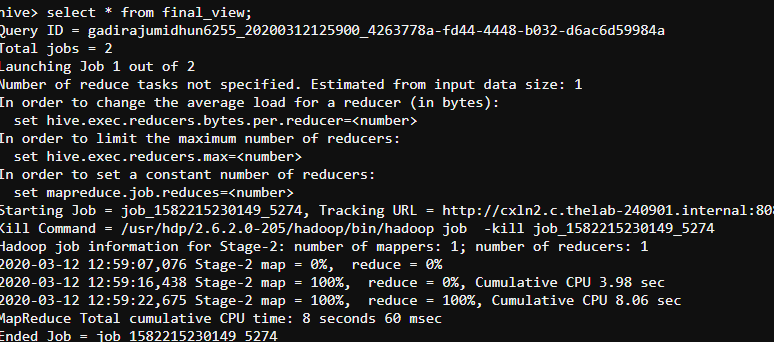 hive> select * from final_view;
Query ID = gadirajumidhun6255_20200312125900_4263778a-fd44-4448-b032-d6ac6d59984a
Total jobs = 2
Launching Job 1 out of 2
Number of reduce tasks not specified. Estimated from input data size: 1
In order to change the average load for a reducer (in bytes):
  set hive.exec.reducers.bytes.per.reducer=<number>
In order to limit the maximum number of reducers:
  set hive.exec.reducers.max=<number>
In order to set a constant number of reducers:
  set mapreduce.job.reduces=<number>
Starting Job = job_1582215230149_5274, Tracking URL = http://cxln2.c.thelab-240901.internal:808
Kill Command = /usr/hdp/2.6.2.0-205/hadoop/bin/hadoop job  -kill job_1582215230149_5274
Hadoop job information for Stage-2: number of mappers: 1; number of reducers: 1
2020-03-12 12:59:07,076 Stage-2 map = 0%,  reduce = 0%
2020-03-12 12:59:16,438 Stage-2 map = 100%,  reduce = 0%, Cumulative CPU 3.98 sec
2020-03-12 12:59:22,675 Stage-2 map = 100%,  reduce = 100%, Cumulative CPU 8.06 sec
MapReduce Total cumulative CPU time: 8 seconds 60 msec
Ended Job = job_1582215230149_5274